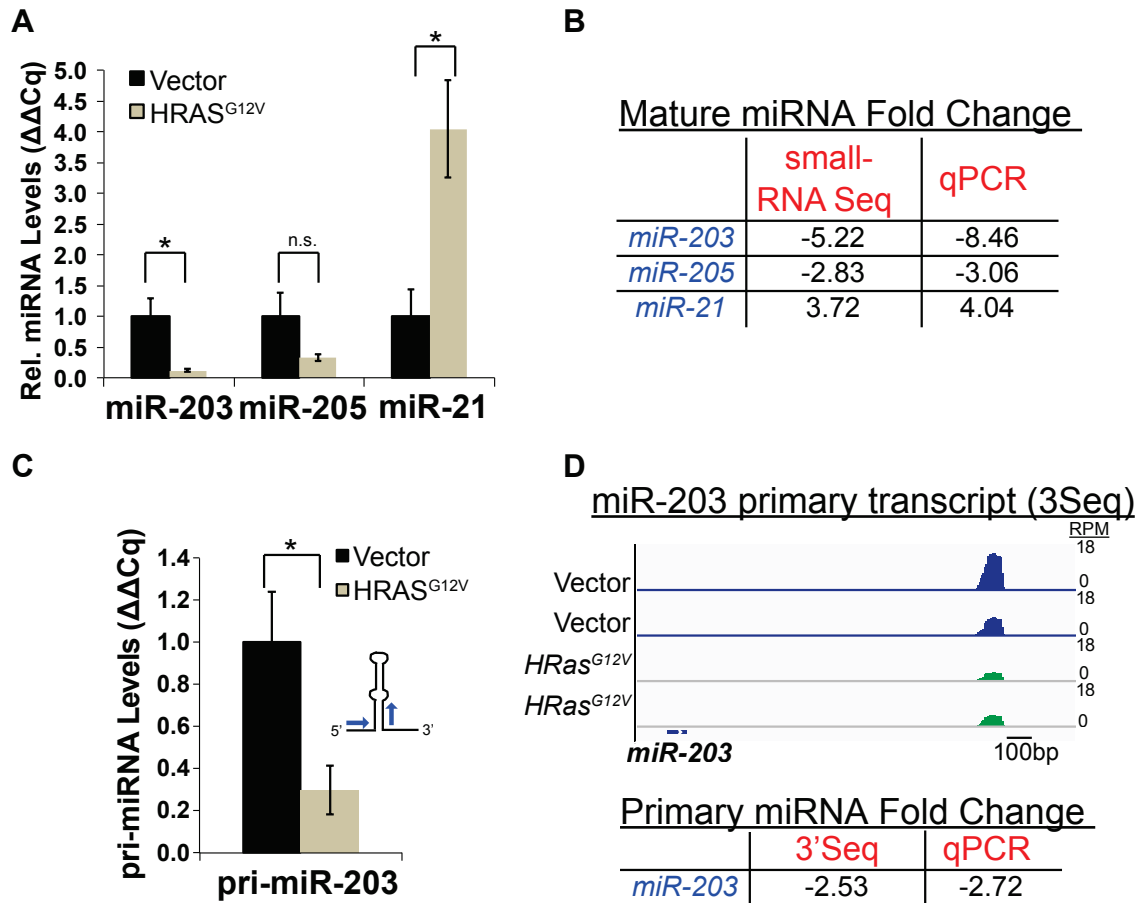 A
Rel. miRNA Levels (ΔΔCq)
5.0
4.5
4.0
3.5
3.0
2.5
2.0
1.5
1.0
0.5
0.0
Vector
HRASG12V
*
n.s.
*
miR-203 miR-205 miR-21
B
Mature miRNA Fold Change
small-
RNA Seq
qPCR
miR-203 -5.22 -8.46
miR-205 -2.83 -3.06
miR-21 3.72 4.04
C
pri-miRNA Levels (ΔΔCq)
1.4
1.2
1.0
0.8
0.6
0.4
0.2
0.0
*
Vector
HRASG12V
5' 3'
pri-miR-203
D
miR-203 primary transcript (3Seq)
RPM
18
Vector
0
18
Vector
0
18
HRasG12V
0
18
HRasG12V
0
miR-203
100bp
Primary miRNA Fold Change
3'Seq qPCR
miR-203 -2.53 -2.72